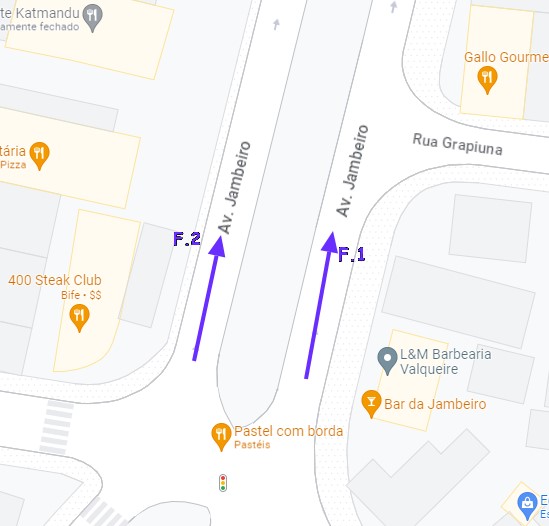 te Katmandu
amente fechado
Gallo Gourme
Rua Grapiuna
tária
Pizza
Av. Jambeiro
Av. Jambeiro
F.2
F.1
400 Steak Club
Bife • $$
L&M Barbearia
Valqueire
Bar da Jambeiro
Pastel com borda
Pastéis
Es